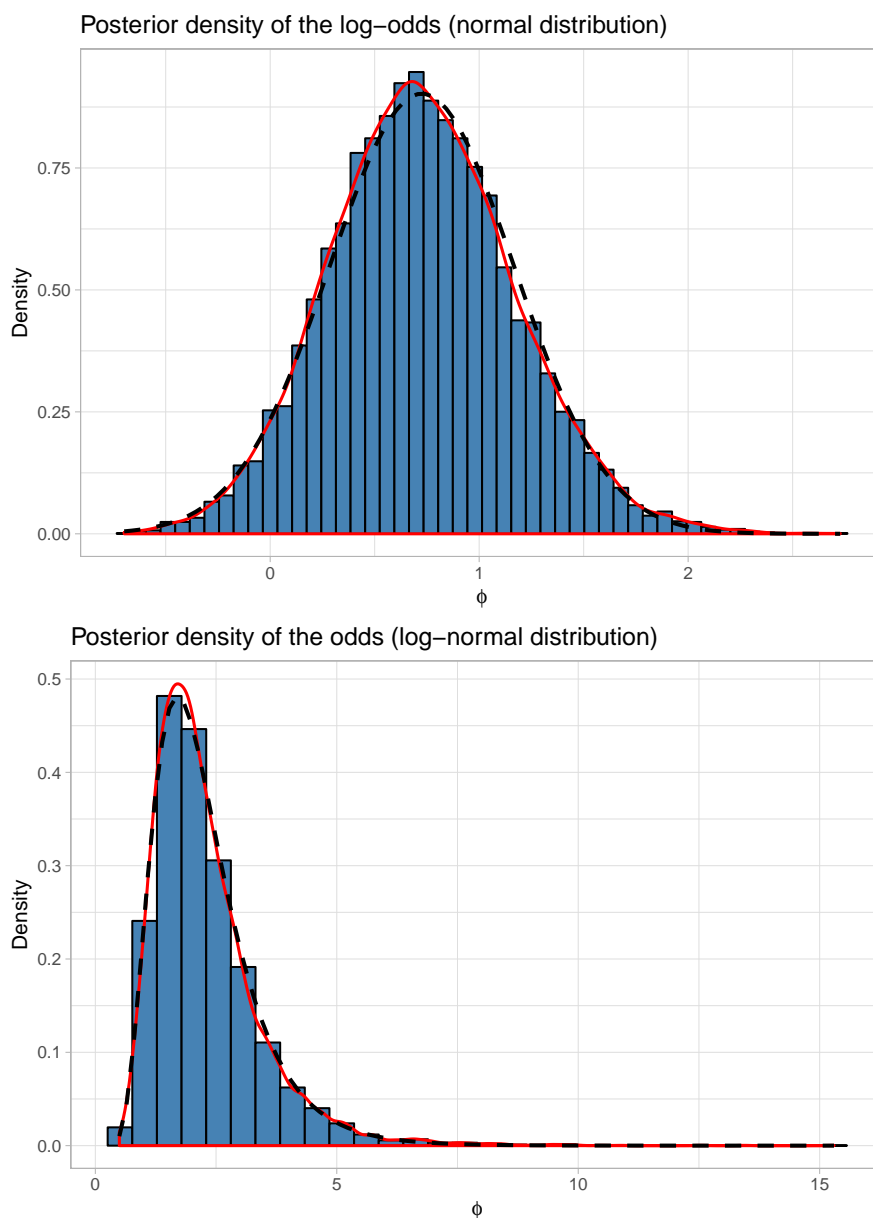 Posterior density of the log−odds (normal distribution)
Density
0.75
0.50
0.25
0.00
0 1 2
ϕ
Posterior density of the odds (log−normal distribution)
Density
0.5
0.4
0.3
0.2
0.1
0.0
0 5 10 15
ϕ